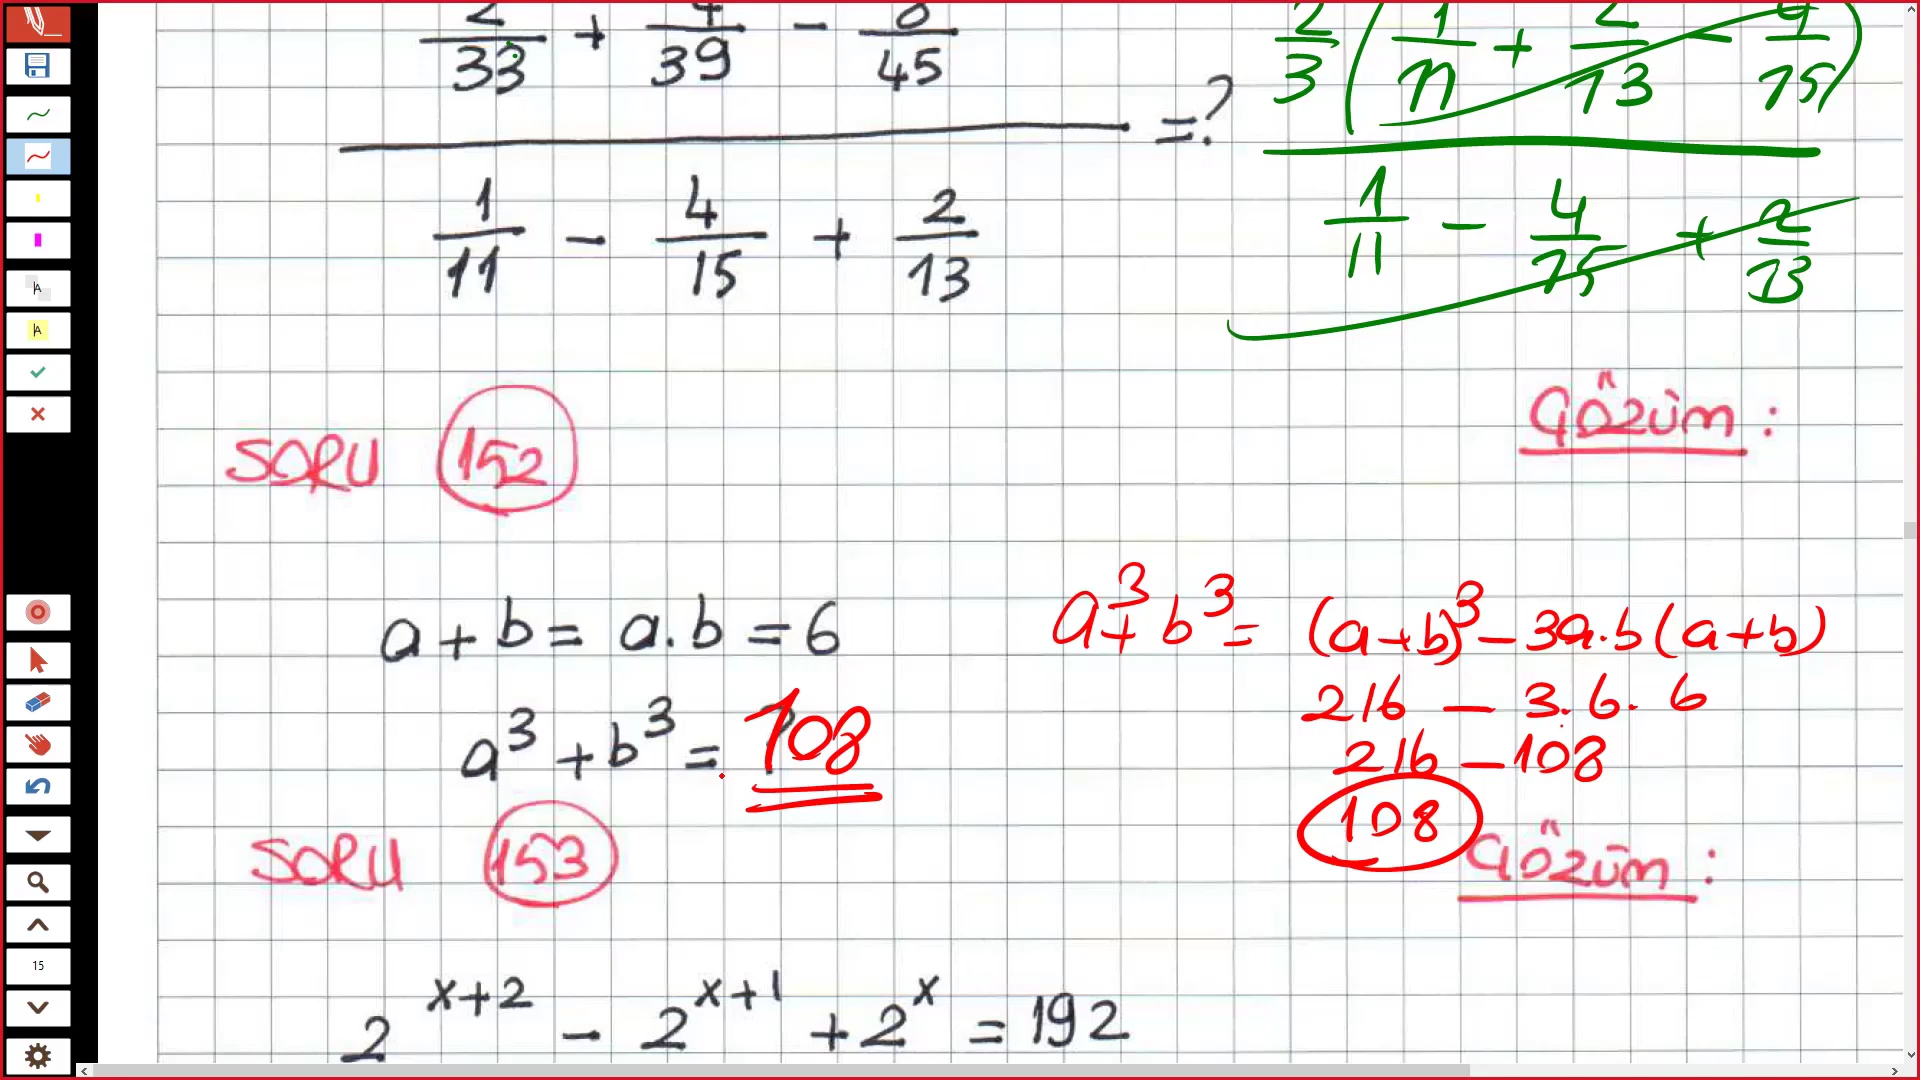 2/33 + 4/39 - 8/45
=?
1/11 - 4/15 + 2/13
2/3 (1/11 + 2/13 - 4/15)
1/11 - 4/15 + 2/13
SORU 152
ÇÖZÜM :
a + b = a.b = 6
a³ + b³ = 108
a³ + b³ = (a+b)³ - 3a.b(a+b)
216 - 3.6.6
216 - 108
108
SORU 153
ÇÖZÜM :
2^(x+2) - 2^(x+1) + 2^x = 192
15